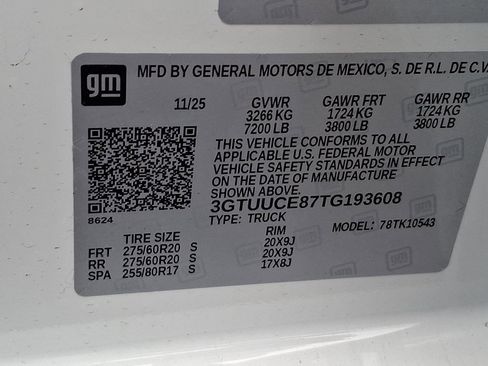 gm
MFD BY GENERAL MOTORS DE MEXICO, S. DE R.L. DE C.V.
11/25 GVWR GAWR FRT GAWR RR
3266 KG 1724 KG 1724 KG
7200 LB 3800 LB 3800 LB
THIS VEHICLE CONFORMS TO ALL
APPLICABLE U.S. FEDERAL MOTOR
VEHICLE SAFETY STANDARDS IN EFFECT
ON THE DATE OF MANUFACTURE
SHOWN ABOVE.
8624 3GTUUCE87TG193608
TYPE: TRUCK MODEL: 78TK10543
TIRE SIZE RIM
FRT 275/60R20 S 20X9J
RR 275/60R20 S 20X9J
SPA 255/80R17 S 17X8J